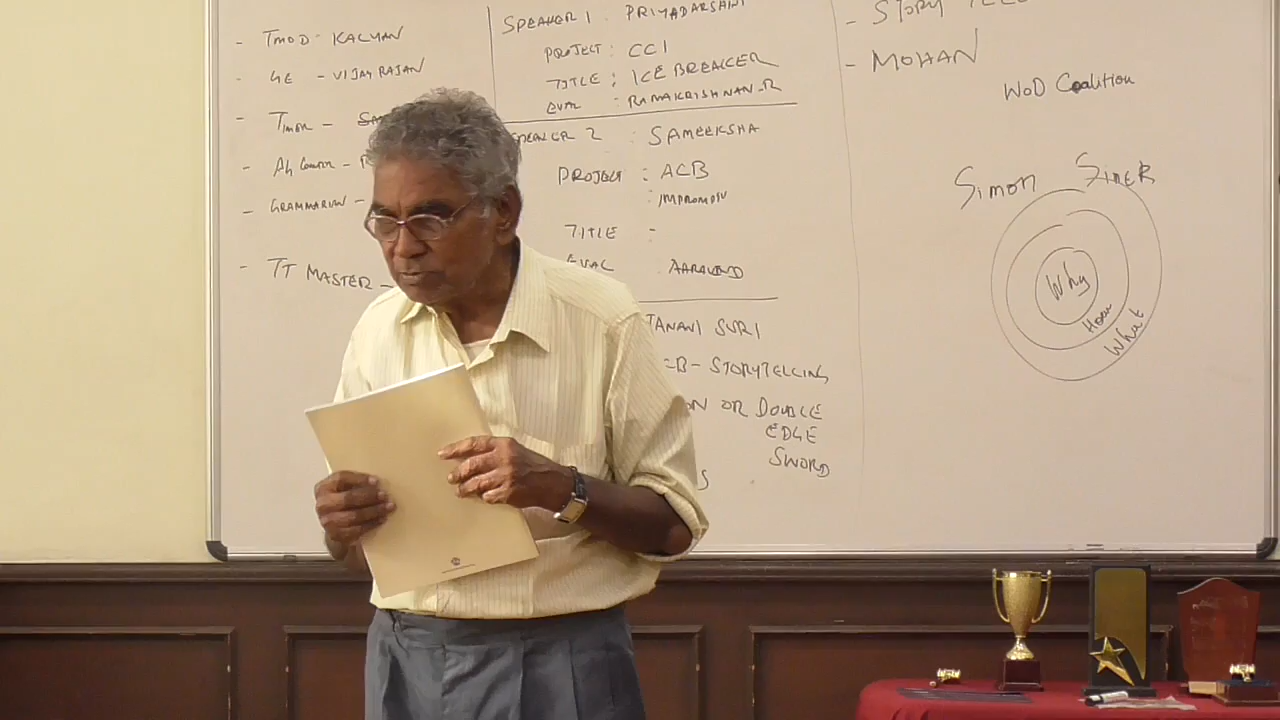 - TMOD - KALYAN
- GE - VIJAY RAJAN
- TIMER -
- Ah Counter -
- GRAMMARIAN -
- TT MASTER -
SPEAKER 1 : PRIYADARSHINI
PROJECT : CC1
TITLE : ICE BREAKER
EVAL : RAMAKRISHNAN.R
SPEAKER 2 : SAMEEKSHA
PROJECT : ACB
: IMPROMPTU
TITLE -
EVAL AARAVIND
TANAVI SURI
- STORYTELLING
OR DOUBLE
EDGE
SWORD
- STORY
- MOHAN
WOD Coalition
Simon SINEK
Why
How
What